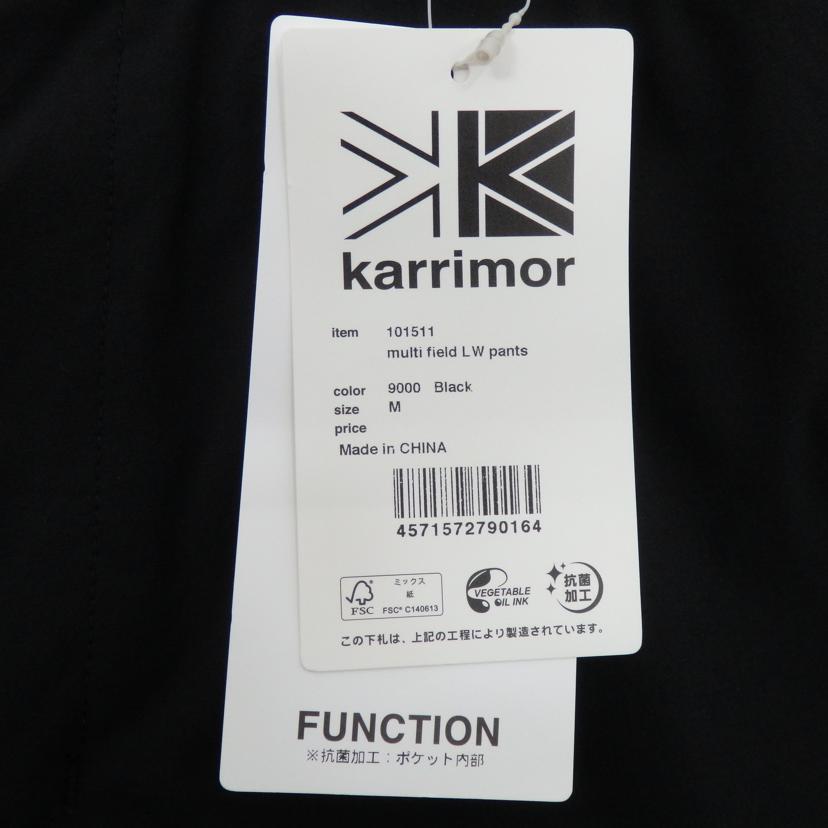 karrimor
item 101511
multi field LW pants
color 9000 Black
size M
price
Made in CHINA
4571572790164
FSC
ミックス
紙
FSC® C140613
VEGETABLE
OIL INK
抗菌
加工
この下札は、上記の工程により製造されています。
FUNCTION
※抗菌加工：ポケット内部